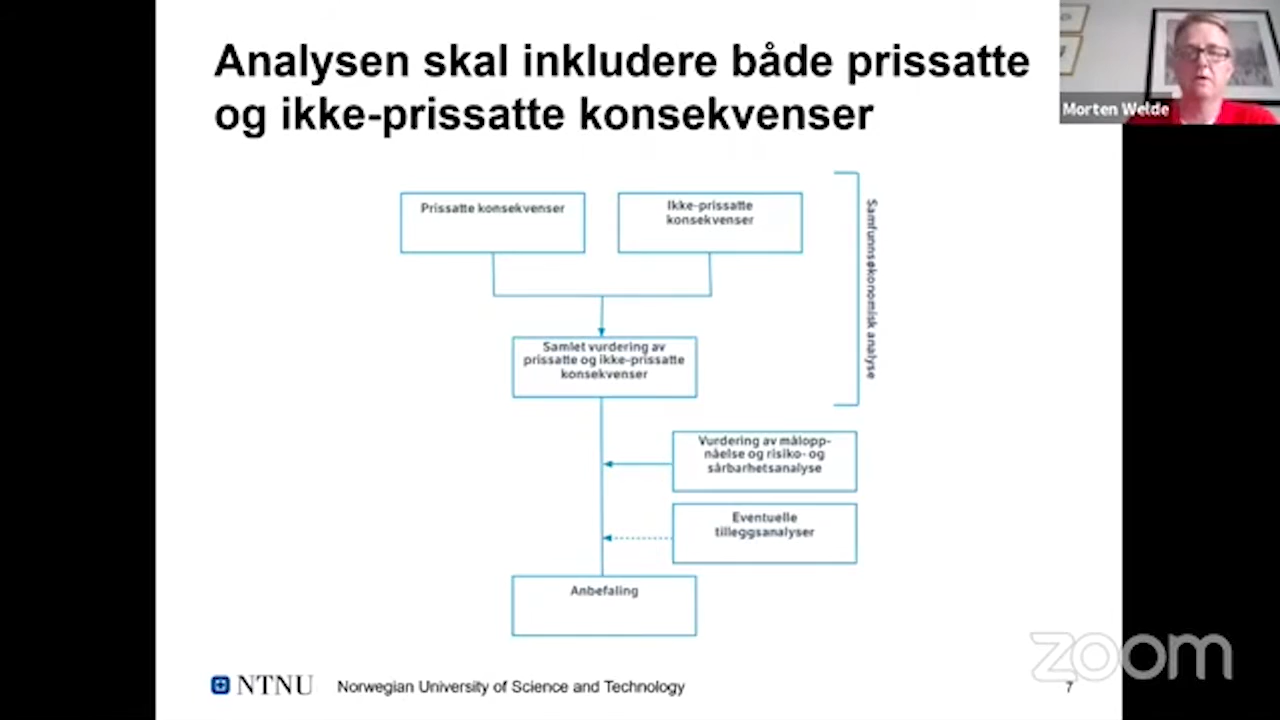 Analysen skal inkludere både prissatte
og ikke-prissatte konsekvenser
Morten Welde
Prissatte konsekvenser
Ikke-prissatte
konsekvenser
Samfunnsøkonomisk analyse
Samlet vurdering av
prissatte og ikke-prissatte
konsekvenser
Vurdering av målopp-
nåelse og risiko- og
sårbarhetsanalyse
Eventuelle
tilleggsanalyser
Anbefaling
NTNU
Norwegian University of Science and Technology
7
zoom